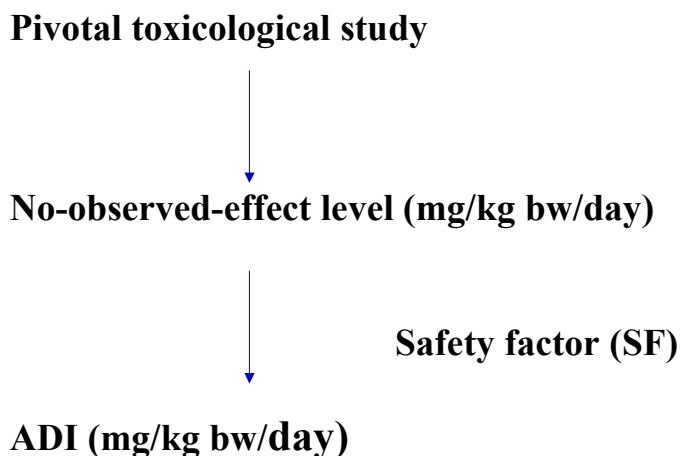 Pivotal toxicological study
No-observed-effect level (mg/kg bw/day)
Safety factor (SF)
ADI (mg/kg bw/day)